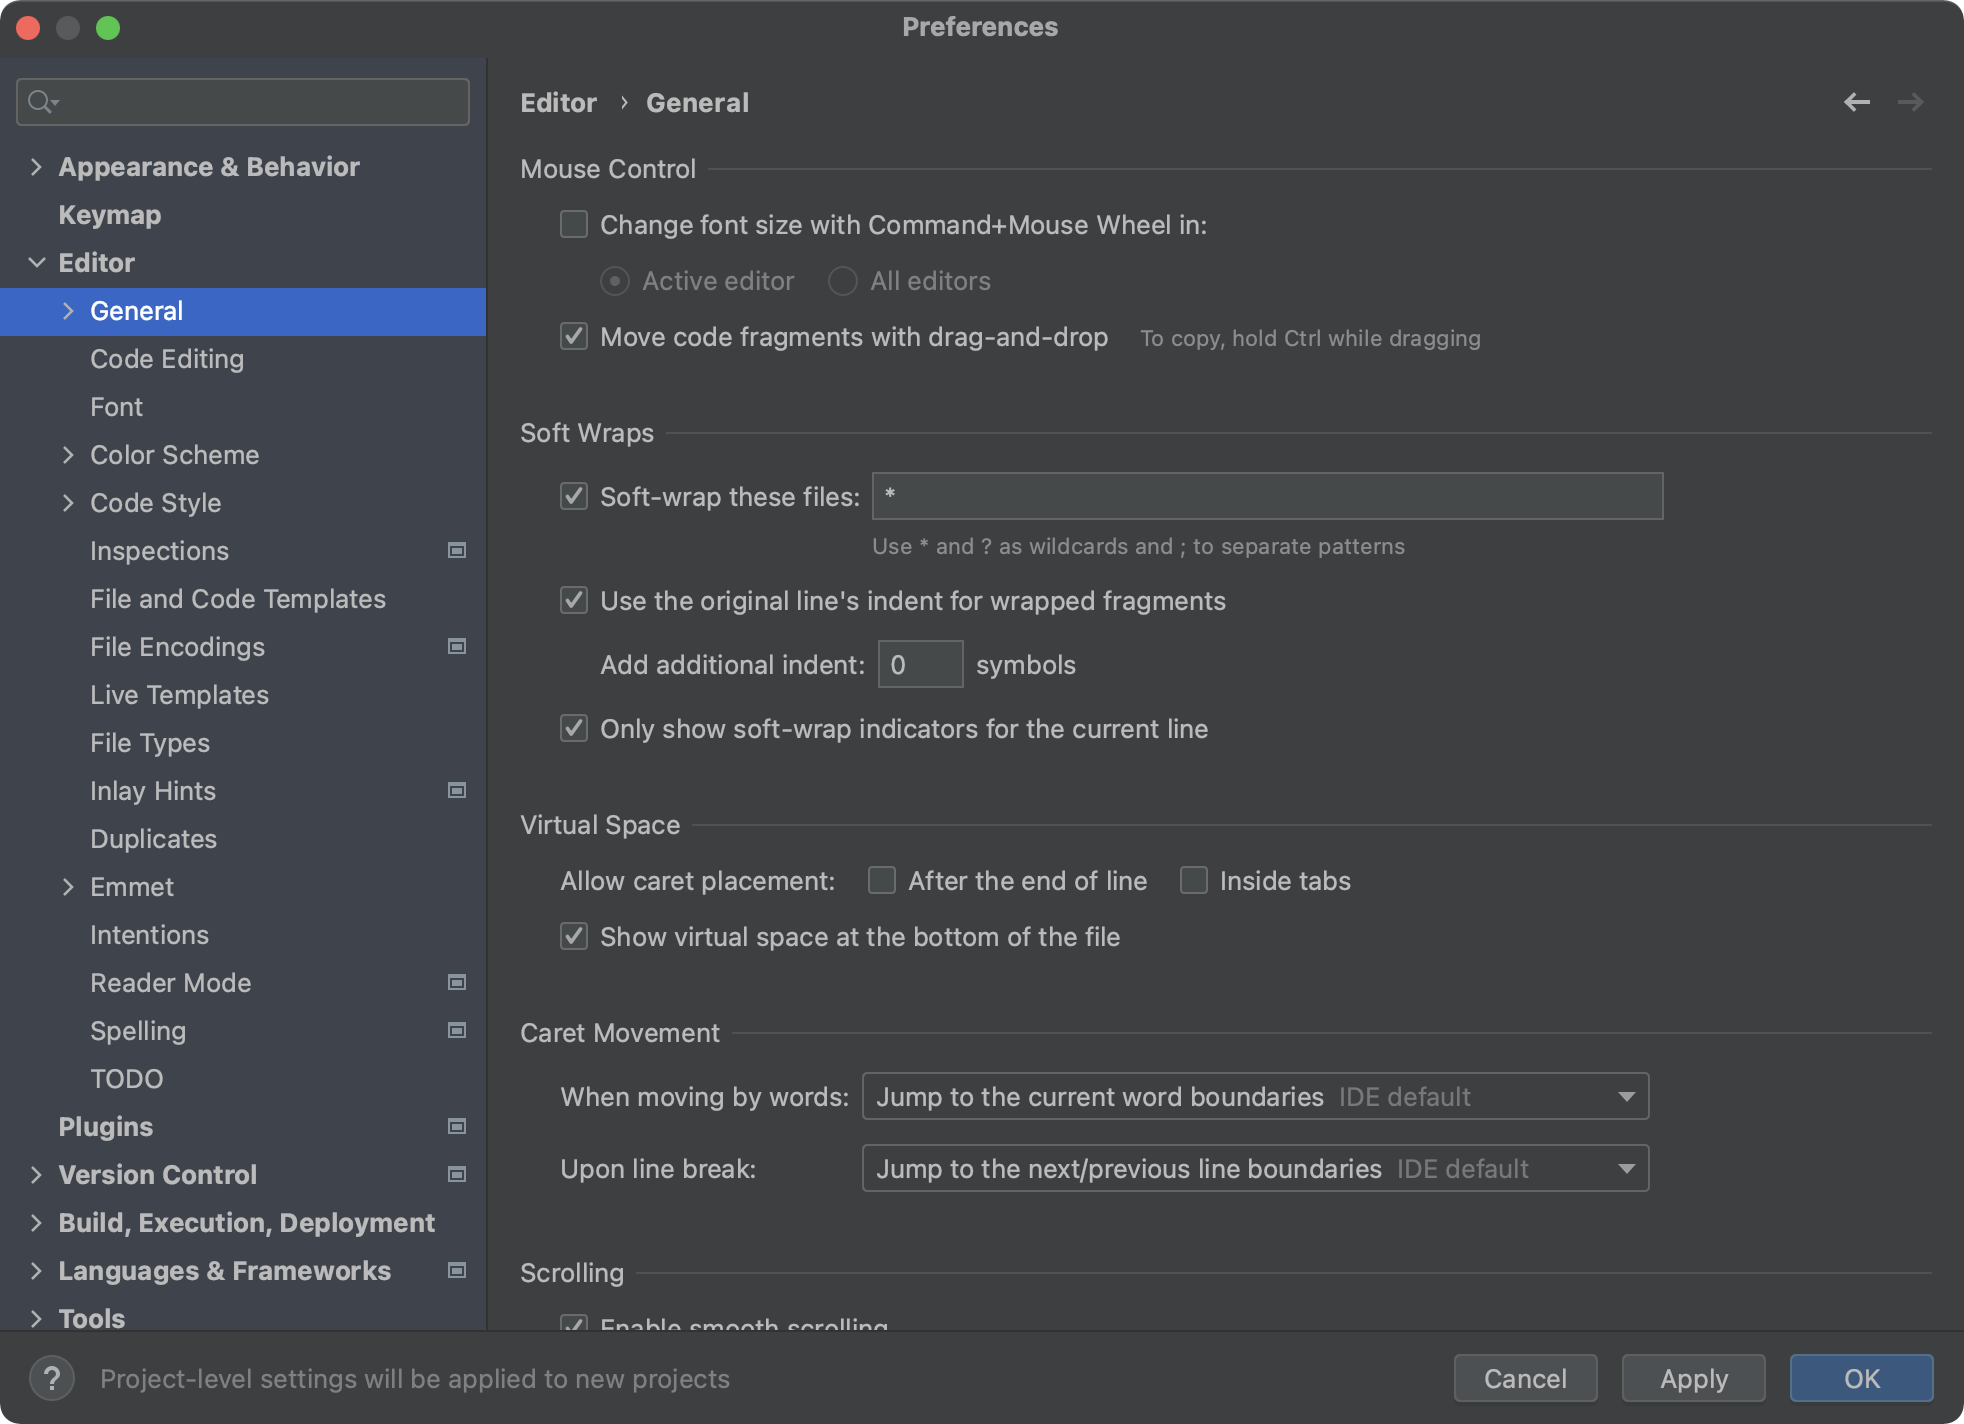 Preferences
Appearance & Behavior
Keymap
Editor
General
Code Editing
Font
Color Scheme
Code Style
Inspections
File and Code Templates
File Encodings
Live Templates
File Types
Inlay Hints
Duplicates
Emmet
Intentions
Reader Mode
Spelling
TODO
Plugins
Version Control
Build, Execution, Deployment
Languages & Frameworks
Tools
Editor › General
Mouse Control
Change font size with Command+Mouse Wheel in:
Active editor All editors
Move code fragments with drag-and-drop To copy, hold Ctrl while dragging
Soft Wraps
Soft-wrap these files: *
Use * and ? as wildcards and ; to separate patterns
Use the original line's indent for wrapped fragments
Add additional indent: 0 symbols
Only show soft-wrap indicators for the current line
Virtual Space
Allow caret placement: After the end of line Inside tabs
Show virtual space at the bottom of the file
Caret Movement
When moving by words: Jump to the current word boundaries IDE default
Upon line break: Jump to the next/previous line boundaries IDE default
Scrolling
Enable smooth scrolling
? Project-level settings will be applied to new projects
Cancel Apply OK